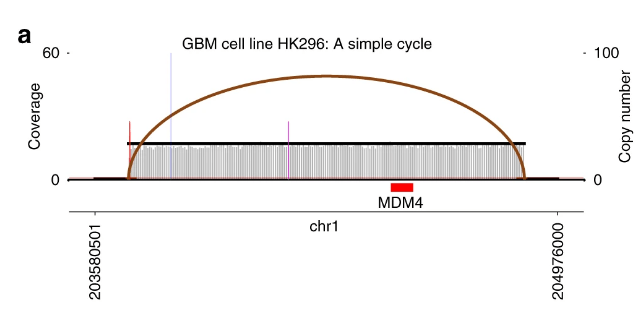 a
GBM cell line HK296: A simple cycle
60
100
Coverage
Copy number
0
0
MDM4
chr1
203580501
204976000